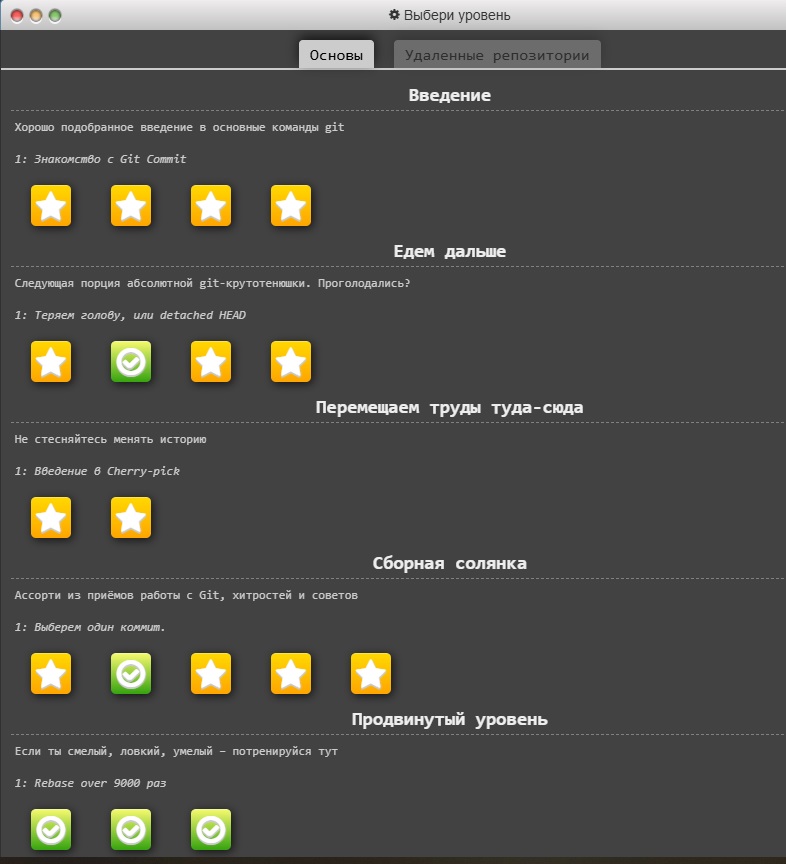 Выбери уровень
Основы
Удаленные репозитории
Введение
Хорошо подобранное введение в основные команды git
1: Знакомство с Git Commit
Едем дальше
Следующая порция абсолютной git-крутотенюшки. Проголодались?
1: Теряем голову, или detached HEAD
Перемещаем труды туда-сюда
Не стесняйтесь менять историю
1: Введение в Cherry-pick
Сборная солянка
Ассорти из приёмов работы с Git, хитростей и советов
1: Выберем один коммит.
Продвинутый уровень
Если ты смелый, ловкий, умелый – потренируйся тут
1: Rebase over 9000 раз